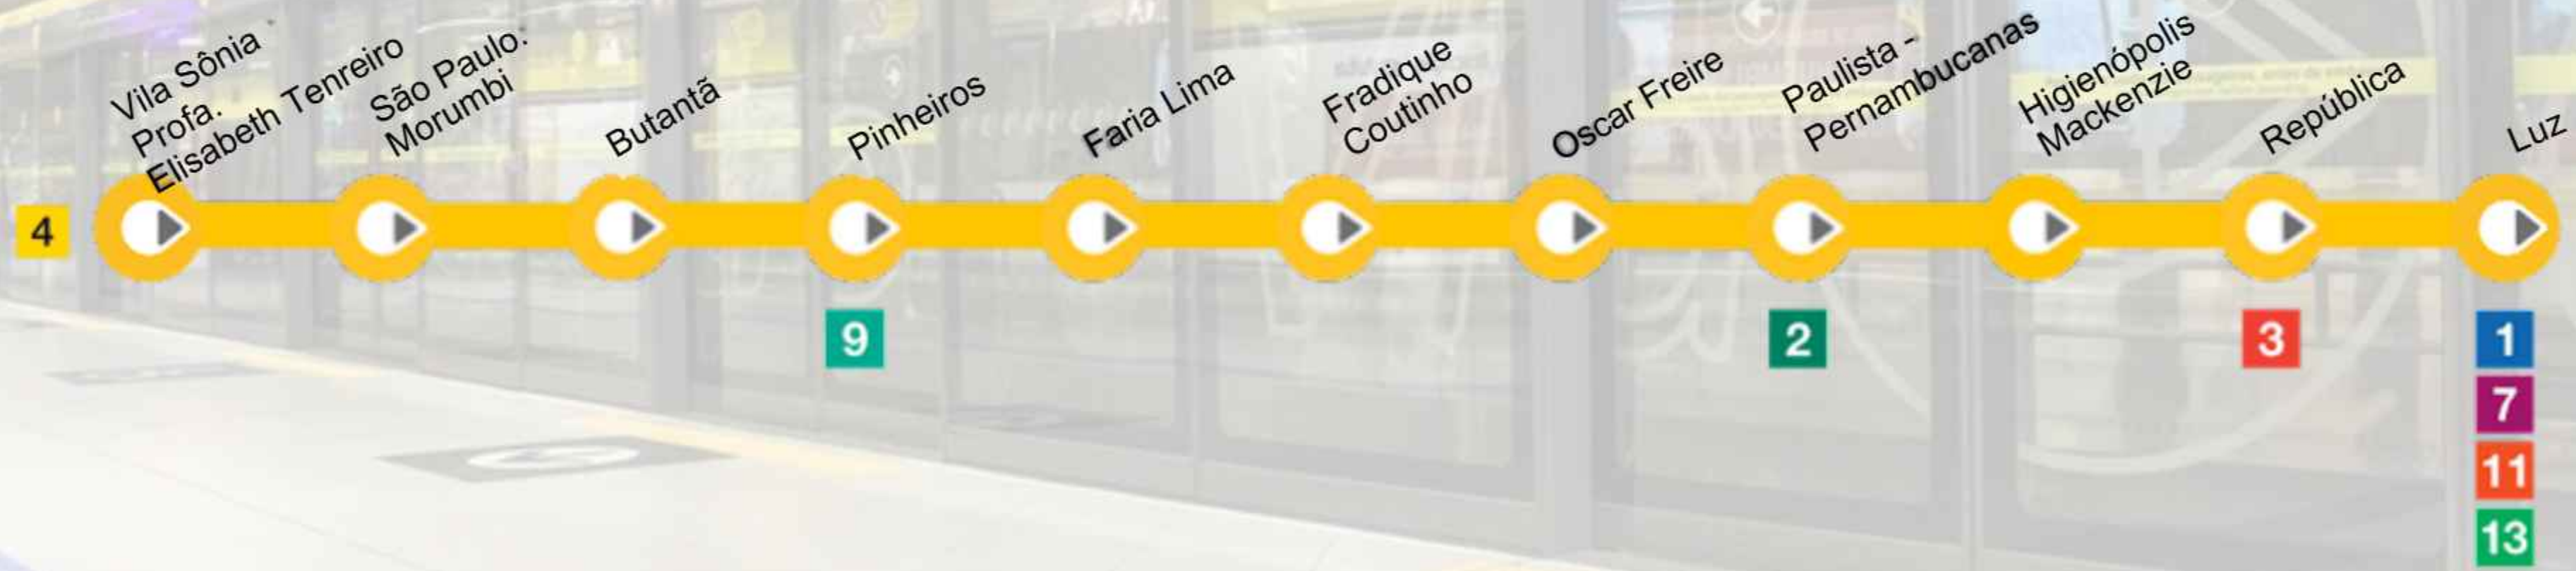 Vila Sônia
Profa.
Elisabeth Tenreiro
São Paulo.
Morumbi
Butantã
Pinheiros
Faria Lima
Fradique
Coutinho
Oscar Freire
Paulista -
Pernambucanas
Higienópolis
Mackenzie
República
Luz
4
9
2
3
1
7
11
13